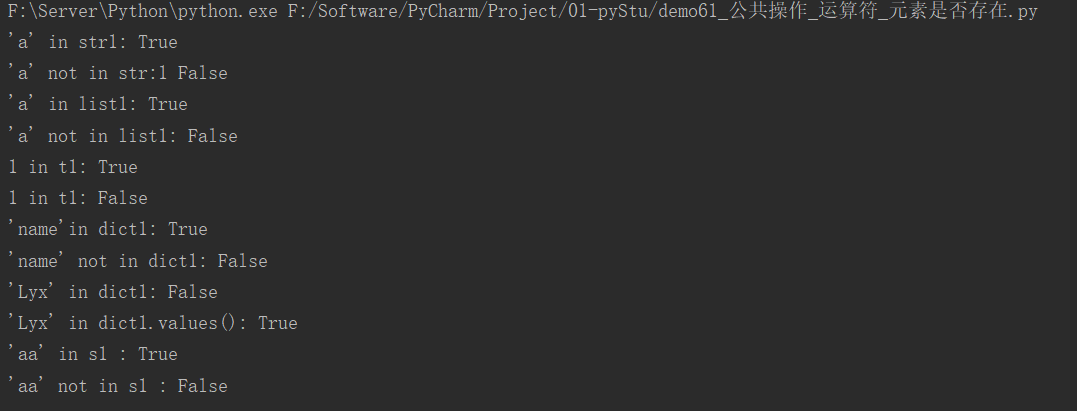 F:\Server\Python\python.exe F:/Software/PyCharm/Project/01-pyStu/demo61_公共操作_运算符_元素是否存在.py
'a' in str1: True
'a' not in str:1 False
'a' in list1: True
'a' not in list1: False
1 in t1: True
1 in t1: False
'name'in dict1: True
'name' not in dict1: False
'Lyx' in dict1: False
'Lyx' in dict1.values(): True
'aa' in s1 : True
'aa' not in s1 : False